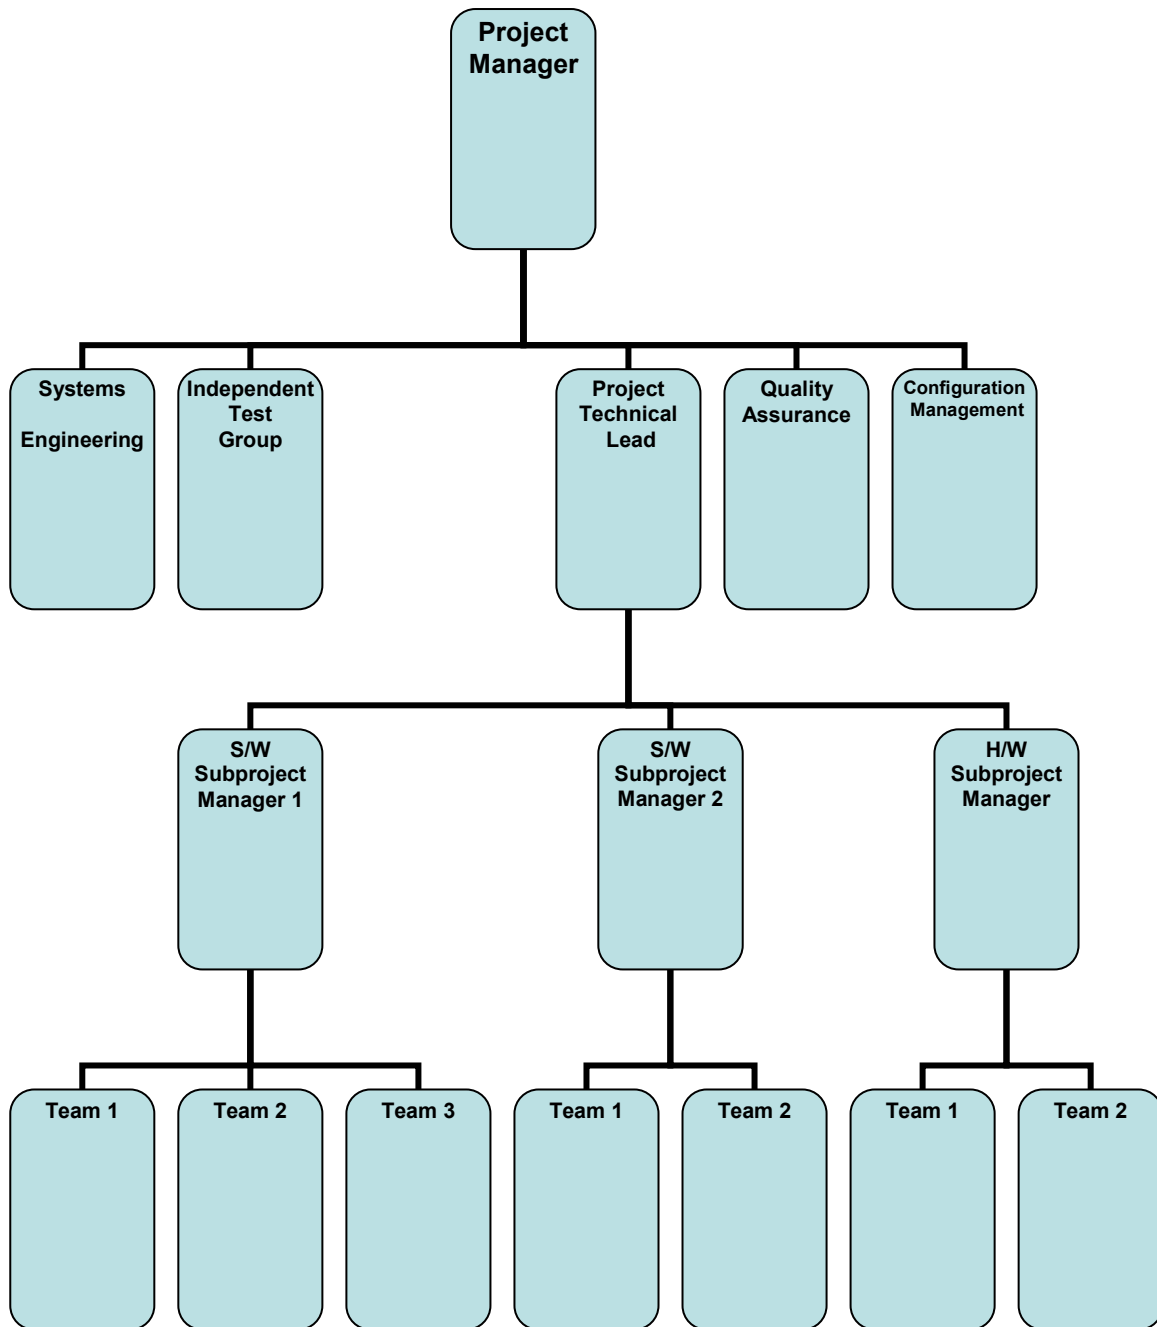 Project
Manager
Systems
Engineering
Independent
Test
Group
Project
Technical
Lead
Quality
Assurance
Configuration
Management
S/W
Subproject
Manager 1
S/W
Subproject
Manager 2
H/W
Subproject
Manager
Team 1
Team 2
Team 3
Team 1
Team 2
Team 1
Team 2